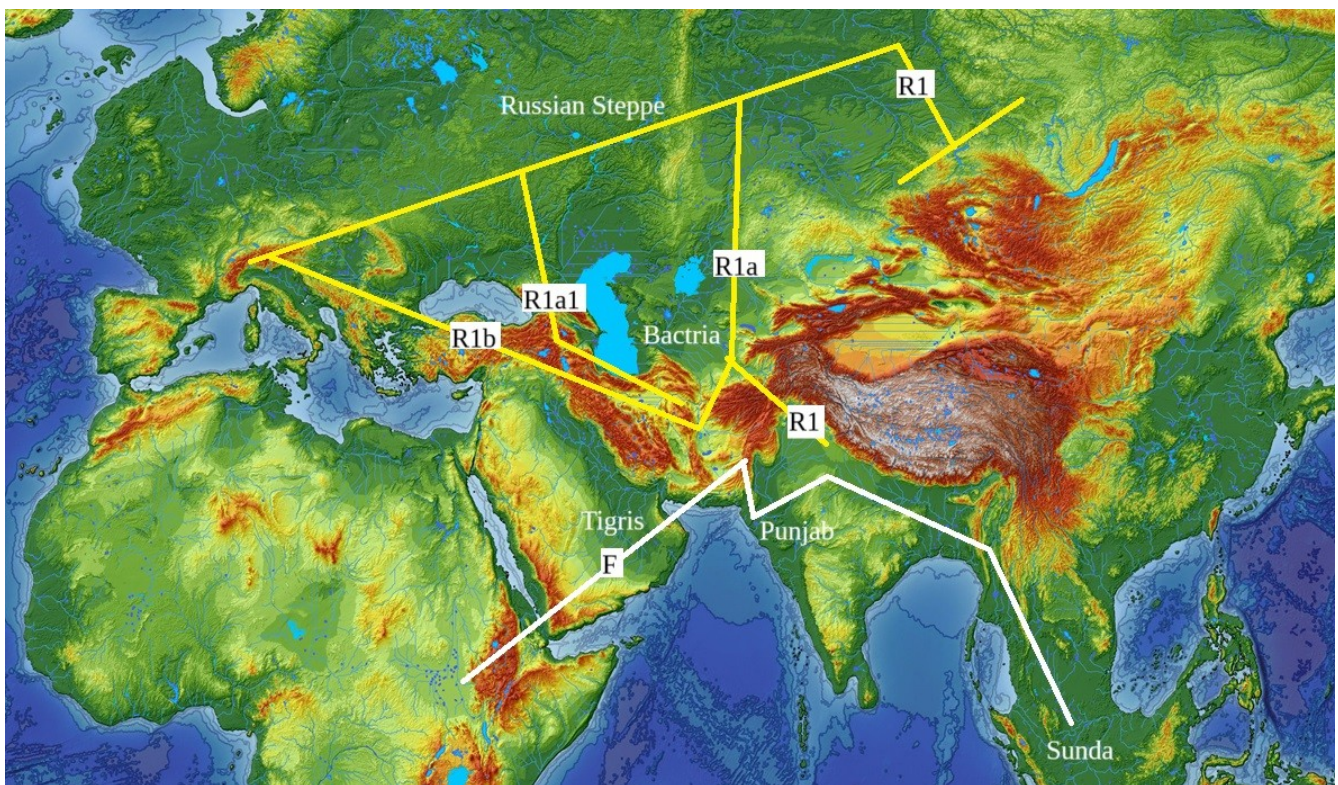 R1
Russian Steppe
R1a
R1a1
R1b
Bactria
R1
Tigris
Punjab
F
Sunda